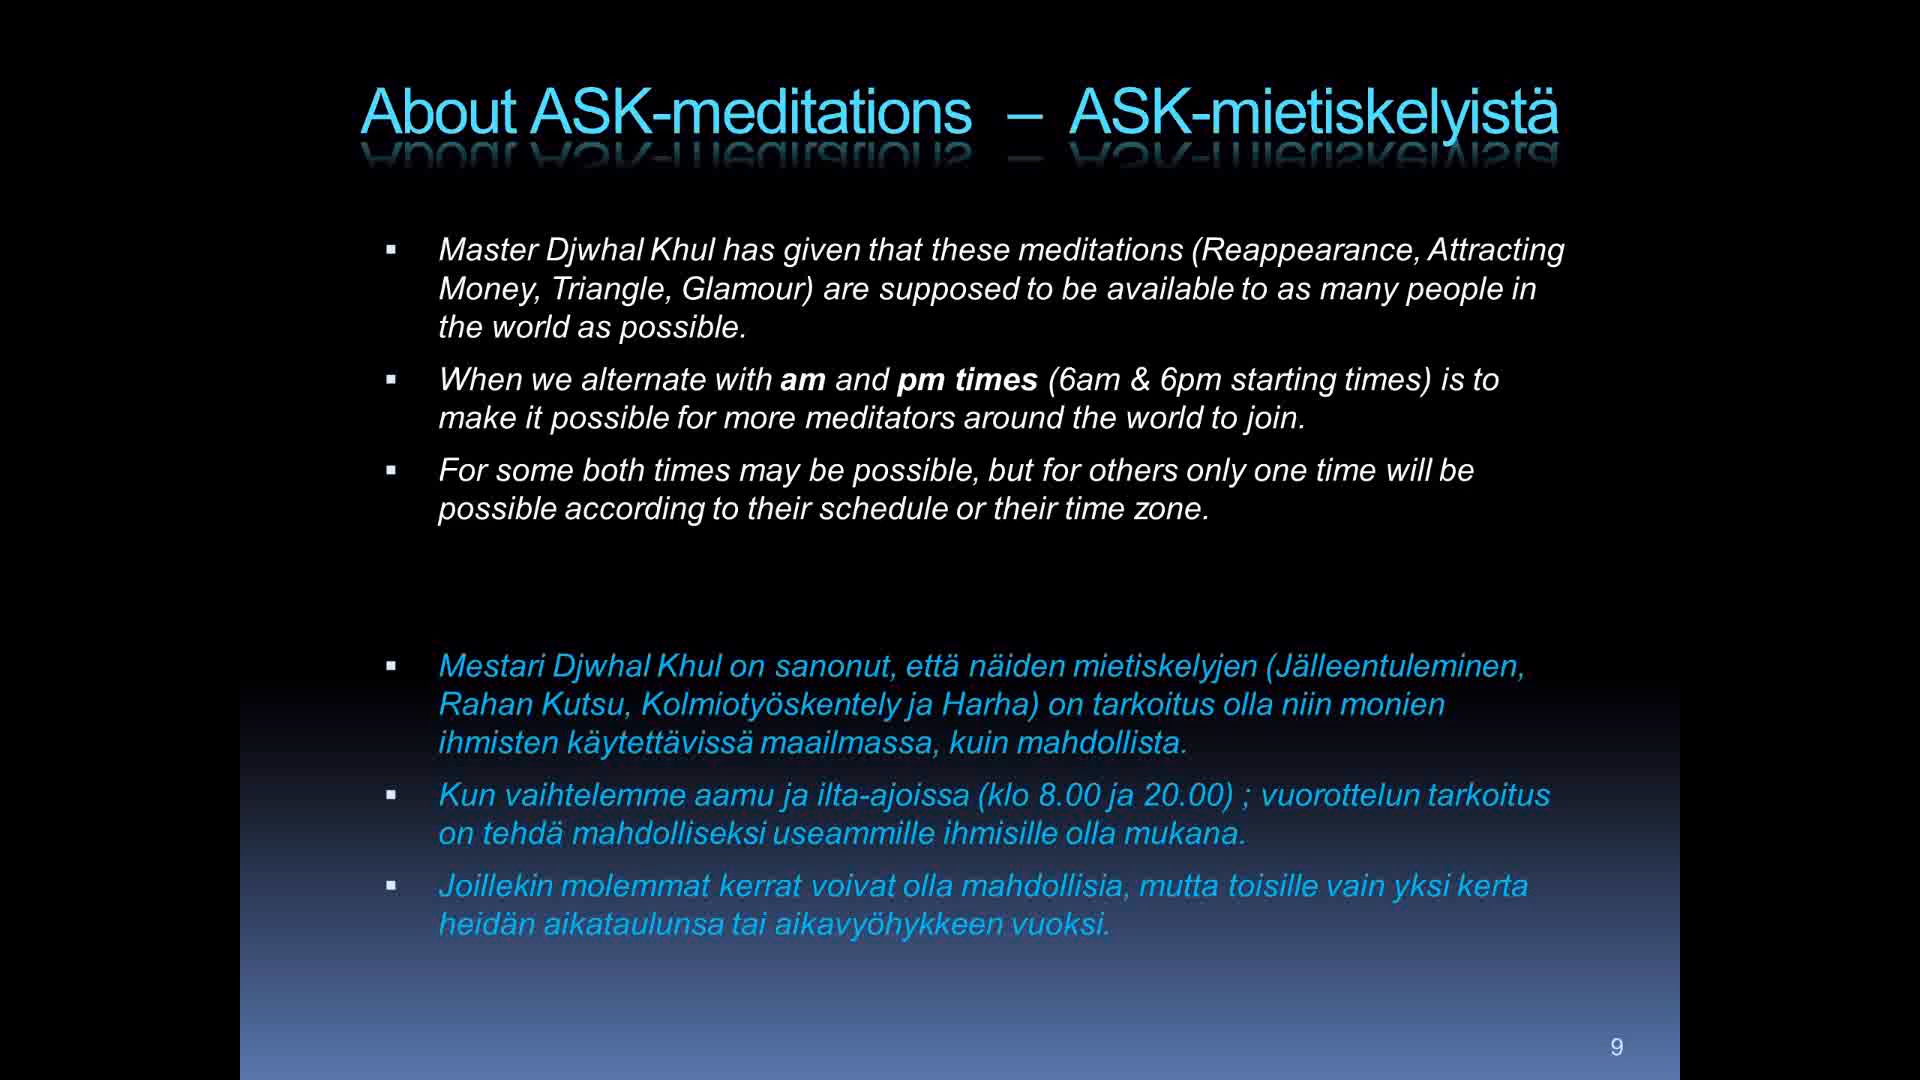 About ASK-meditations – ASK-mietiskelyistä
▪ Master Djwhal Khul has given that these meditations (Reappearance, Attracting
Money, Triangle, Glamour) are supposed to be available to as many people in
the world as possible.
▪ When we alternate with am and pm times (6am & 6pm starting times) is to
make it possible for more meditators around the world to join.
▪ For some both times may be possible, but for others only one time will be
possible according to their schedule or their time zone.
▪ Mestari Djwhal Khul on sanonut, että näiden mietiskelyjen (Jälleentuleminen,
Rahan Kutsu, Kolmiotyöskentely ja Harha) on tarkoitus olla niin monien
ihmisten käytettävissä maailmassa, kuin mahdollista.
▪ Kun vaihtelemme aamu ja ilta-ajoissa (klo 8.00 ja 20.00) ; vuorottelun tarkoitus
on tehdä mahdolliseksi useammille ihmisille olla mukana.
▪ Joillekin molemmat kerrat voivat olla mahdollisia, mutta toisille vain yksi kerta
heidän aikataulunsa tai aikavyöhykkeen vuoksi.
9